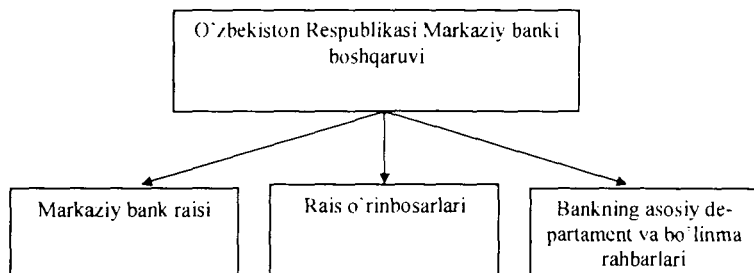 O`zbekiston Respublikasi Markaziy banki
boshqaruvi
Markaziy bank raisi
Rais o`rinbosarlari
Bankning asosiy de-
partament va bo`linma
rahbarlari